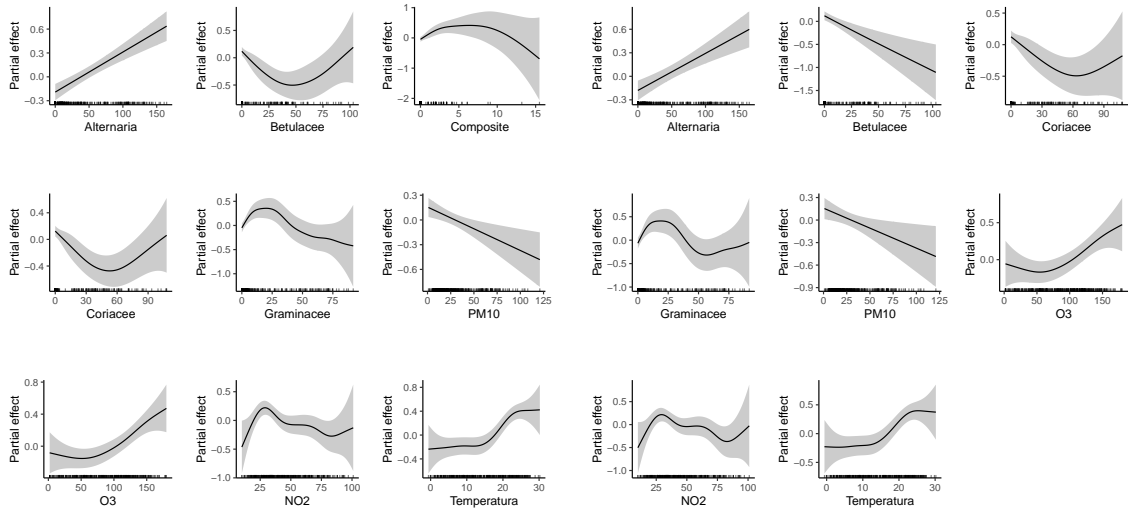 Partial effect
0.6
0.3
0.0
−0.3
0 50 100 150
Alternaria
Partial effect
0.5
0.0
−0.5
0 25 50 75 100
Betulacee
Partial effect
1
0
−1
−2
0 5 10 15
Composite
Partial effect
0.6
0.3
0.0
−0.3
0 50 100 150
Alternaria
Partial effect
0.0
−0.5
−1.0
−1.5
0 25 50 75 100
Betulacee
Partial effect
0.0
−0.5
0 30 60 90
Coriacee
Partial effect
0.4
0.0
−0.4
0 30 60 90
Coriacee
Partial effect
0.5
0.0
−0.5
−1.0
0 25 50 75
Graminacee
Partial effect
0.3
0.0
−0.3
−0.6
0 25 50 75 100 125
PM10
Partial effect
0.5
0.0
−0.5
−1.0
0 25 50 75
Graminacee
Partial effect
0.3
0.0
−0.3
−0.6
−0.9
0 25 50 75 100 125
PM10
Partial effect
0.5
0.0
0 50 100 150
O3
Partial effect
0.8
0.4
0.0
0 50 100 150
O3
Partial effect
0.5
0.0
−0.5
−1.0
25 50 75 100
NO2
Partial effect
0.8
0.4
0.0
−0.4
0 10 20 30
Temperatura
Partial effect
0.5
0.0
−0.5
−1.0
25 50 75 100
NO2
Partial effect
0.5
0.0
−0.5
0 10 20 30
Temperatura